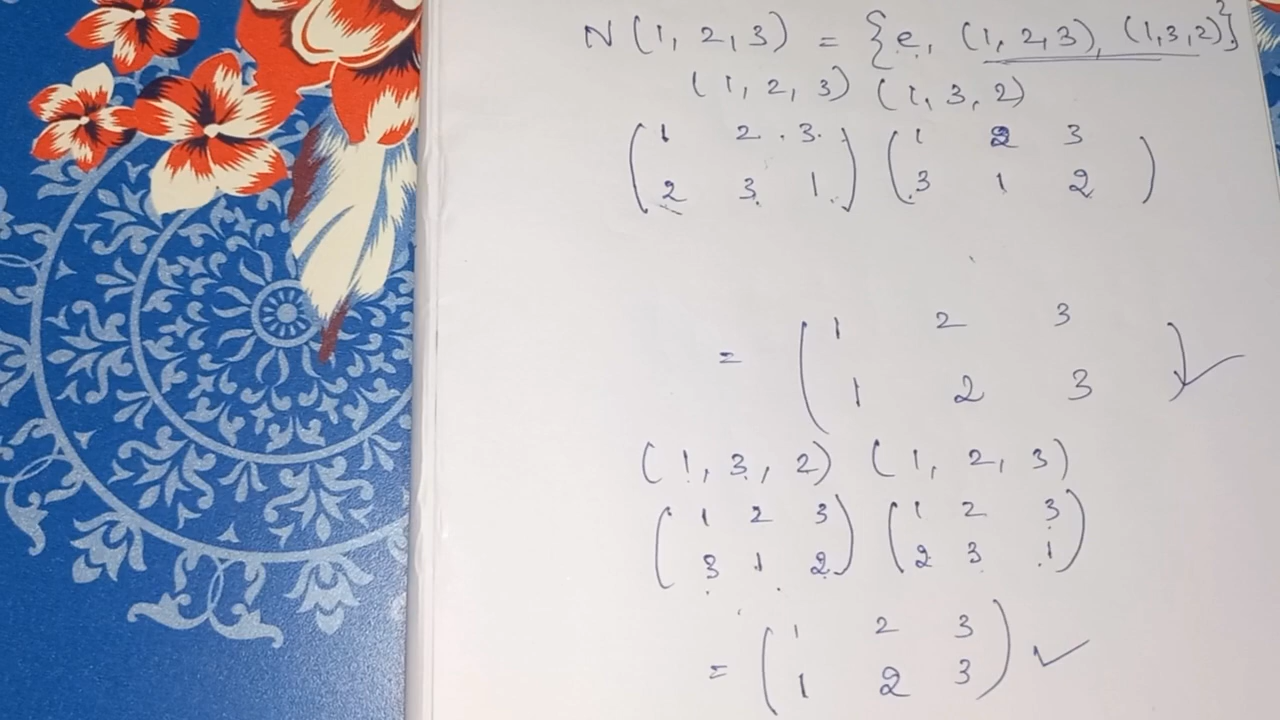 N (1, 2, 3) = {e, (1, 2, 3), (1, 3, 2)}
(1, 2, 3) (1, 3, 2)
( 1 2 3 ) ( 1 2 3
2 3 1 ) ( 3 1 2 )
= ( 1 2 3
1 2 3 )
(1, 3, 2) (1, 2, 3)
( 1 2 3 ) ( 1 2 3 )
3 1 2 2 3 1
= ( 1 2 3 )
1 2 3